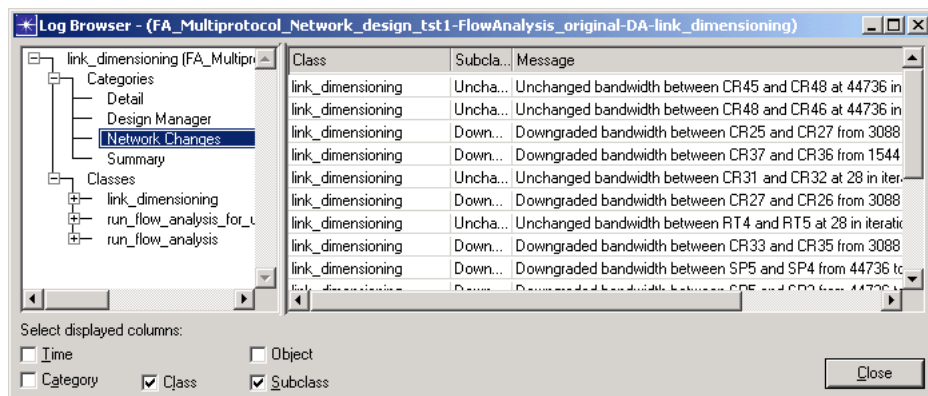 Log Browser - (FA_Multiprotocol_Network_design_tst1-FlowAnalysis_original-DA-link_dimensioning)
link_dimensioning (FA_Multipr
Categories
Detail
Design Manager
Network Changes
Summary
Classes
link_dimensioning
run_flow_analysis_for_u
run_flow_analysis
Class Subcla... Message
link_dimensioning Uncha... Unchanged bandwidth between CR45 and CR48 at 44736 in
link_dimensioning Uncha... Unchanged bandwidth between CR48 and CR46 at 44736 in
link_dimensioning Down... Downgraded bandwidth between CR25 and CR27 from 3088
link_dimensioning Down... Downgraded bandwidth between CR37 and CR36 from 1544
link_dimensioning Uncha... Unchanged bandwidth between CR31 and CR32 at 28 in iter
link_dimensioning Down... Downgraded bandwidth between CR27 and CR26 from 3088
link_dimensioning Uncha... Unchanged bandwidth between RT4 and RT5 at 28 in iteratio
link_dimensioning Down... Downgraded bandwidth between CR33 and CR35 from 3088
link_dimensioning Down... Downgraded bandwidth between SP5 and SP4 from 44736 to
Select displayed columns:
Time Object
Category Class Subclass
Close